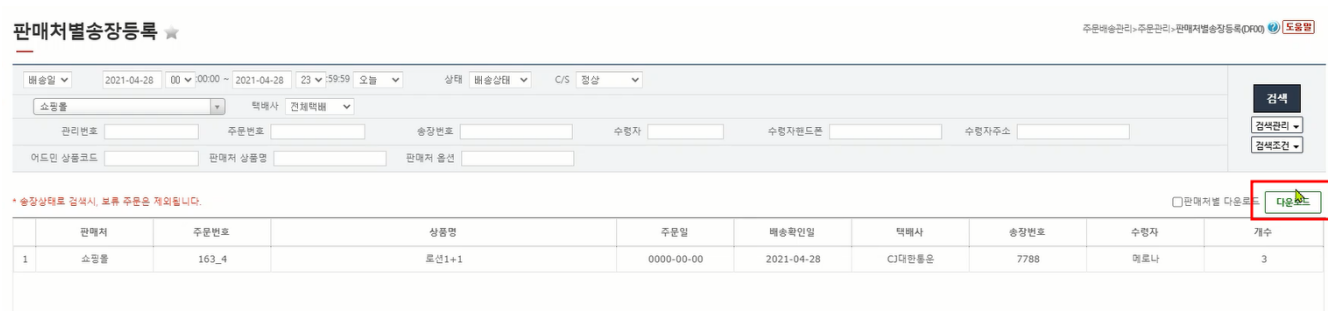 판매처별송장등록
주문배송관리>주문관리>판매처별송장등록(DF00) ? 도움말
배송일 2021-04-28 00 :00:00 ~ 2021-04-28 23 :59:59 오늘 상태 배송상태 C/S 정상
쇼핑몰 택배사 전체택배
검색
관리번호 주문번호 송장번호 수령자 수령자핸드폰 수령자주소
검색관리
어드민 상품코드 판매처 상품명 판매처 옵션
검색조건
* 송장상태로 검색시, 보류 주문은 제외됩니다.
판매처별 다운로드 다운로드
판매처 주문번호 상품명 주문일 배송확인일 택배사 송장번호 수령자 개수
1 쇼핑몰 163_4 로션1+1 0000-00-00 2021-04-28 CJ대한통운 7788 메로나 3